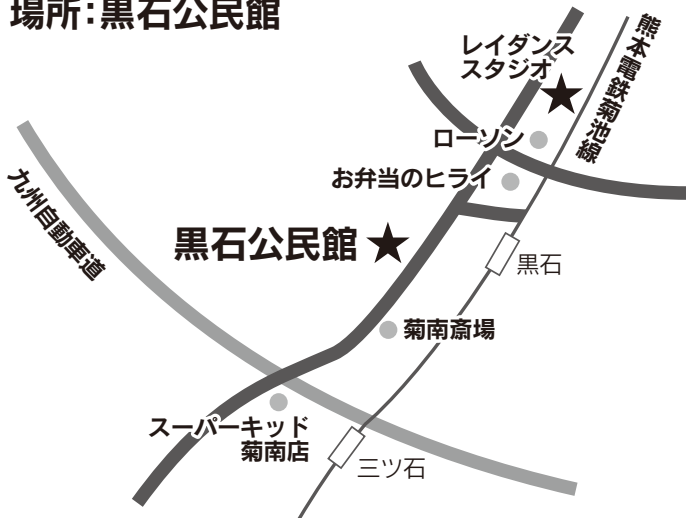 場所:黒石公民館
レイダンス
スタジオ
熊本電鉄菊池線
ローソン
お弁当のヒライ
九州自動車道
黒石公民館
黒石
菊南斎場
スーパーキッド
菊南店
三ツ石